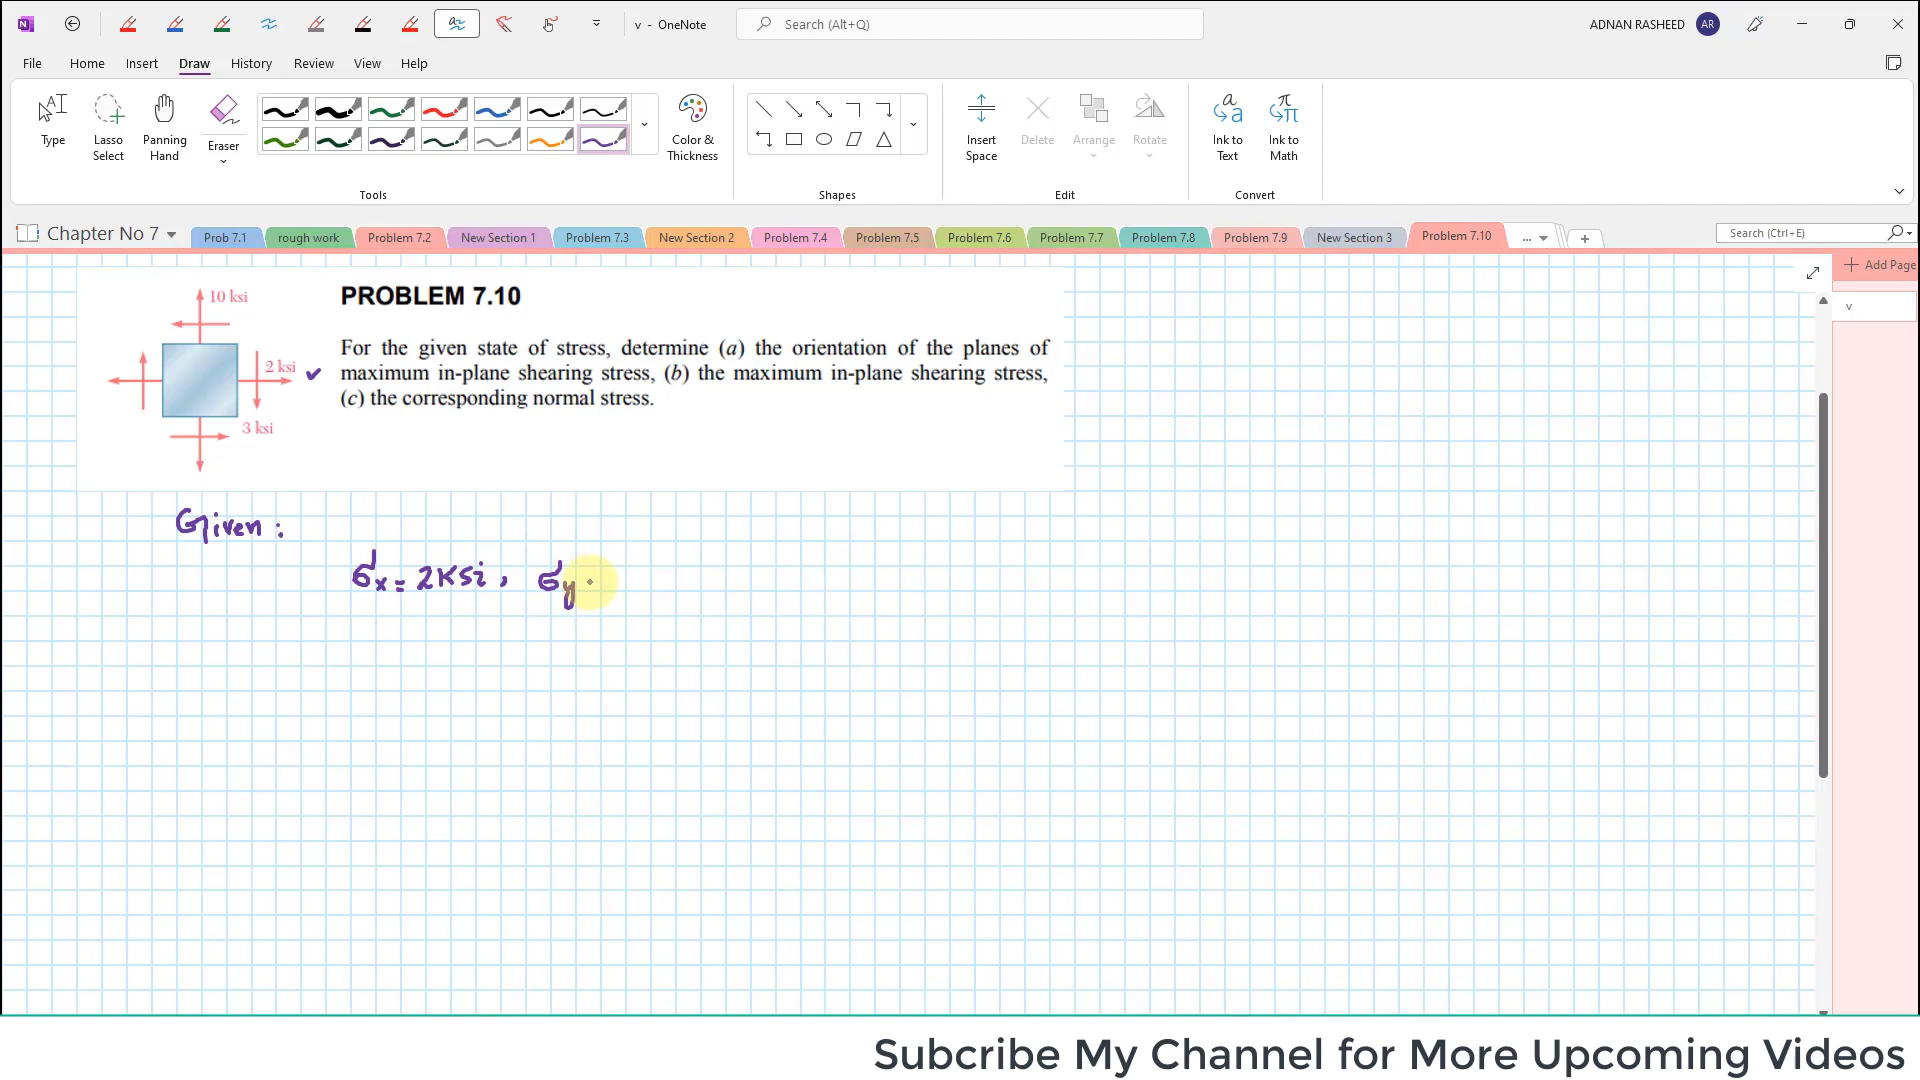 v - OneNote
Search (Alt+Q)
ADNAN RASHEED AR
File Home Insert Draw History Review View Help
Type
Lasso Select
Panning Hand
Eraser
Color & Thickness
Insert Space
Delete
Arrange
Rotate
Ink to Text
Ink to Math
Tools
Shapes
Edit
Convert
Chapter No 7
Prob 7.1 rough work Problem 7.2 New Section 1 Problem 7.3 New Section 2 Problem 7.4 Problem 7.5 Problem 7.6 Problem 7.7 Problem 7.8 Problem 7.9 New Section 3 Problem 7.10 ...
Search (Ctrl+E)
Add Page
v
10 ksi
2 ksi
3 ksi
PROBLEM 7.10
For the given state of stress, determine (a) the orientation of the planes of
maximum in-plane shearing stress, (b) the maximum in-plane shearing stress,
(c) the corresponding normal stress.
Given :
σx = 2Ksi , σy
Subcribe My Channel for More Upcoming Videos